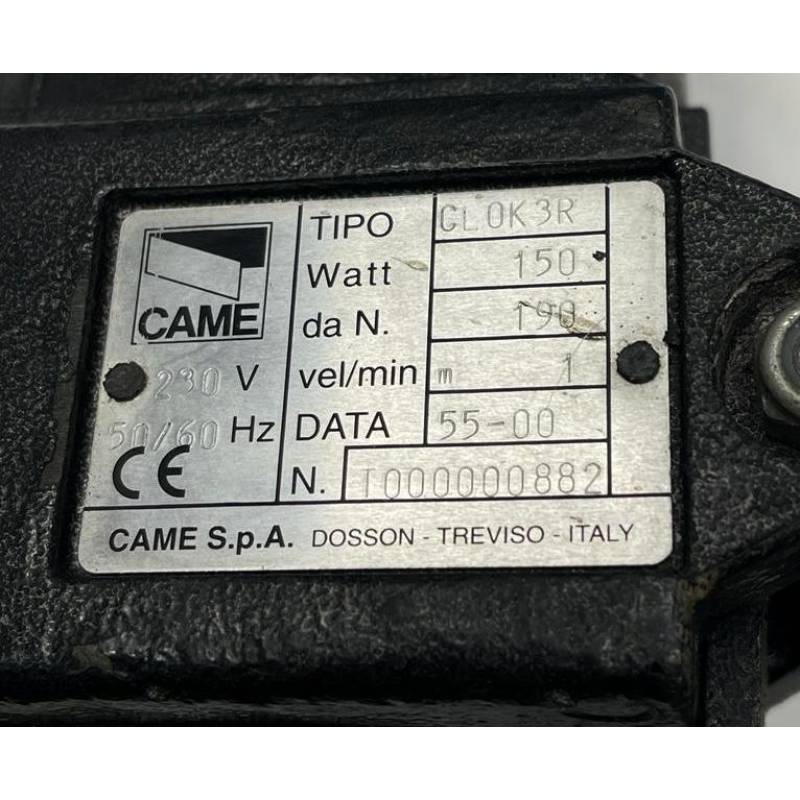 CAME
230 V
50/60 Hz
CE
TIPO CLOK3R
Watt 150
da N. 190
vel/min m 1
DATA 55-00
N. T000000882
CAME S.p.A. DOSSON - TREVISO - ITALY